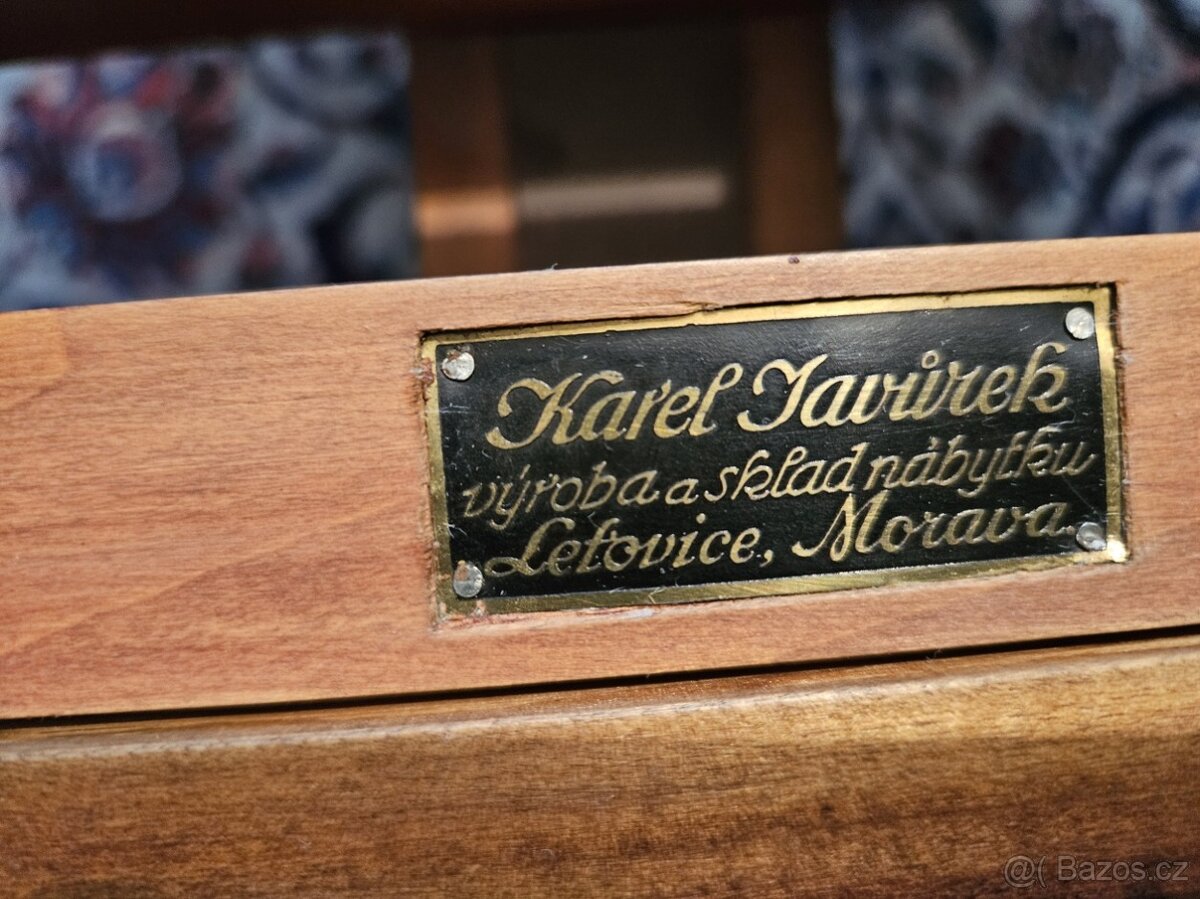 Karel Javůrek
výroba a sklad nábytku
Letovice, Morava.
@( Bazos.cz